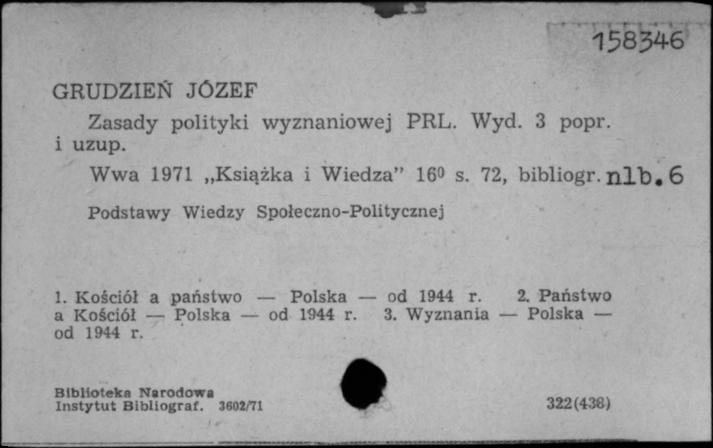 158346
GRUDZIEŃ JÓZEF
Zasady polityki wyznaniowej PRL. Wyd. 3 popr.
i uzup.
Wwa 1971 „Książka i Wiedza” 16⁰ s. 72, bibliogr. nlb. 6
Podstawy Wiedzy Społeczno-Politycznej
1. Kościół a państwo — Polska — od 1944 r. 2. Państwo
a Kościół — Polska — od 1944 r. 3. Wyznania — Polska —
od 1944 r.
Biblioteka Narodowa
Instytut Bibliograf. 3602/71
322(438)